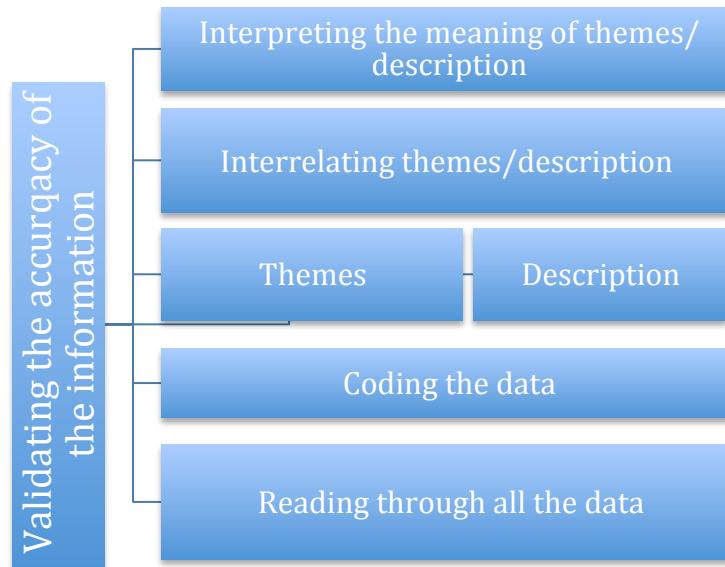 Validating the accurqacy of
the information
Interpreting the meaning of themes/
description
Interrelating themes/description
Themes
Description
Coding the data
Reading through all the data